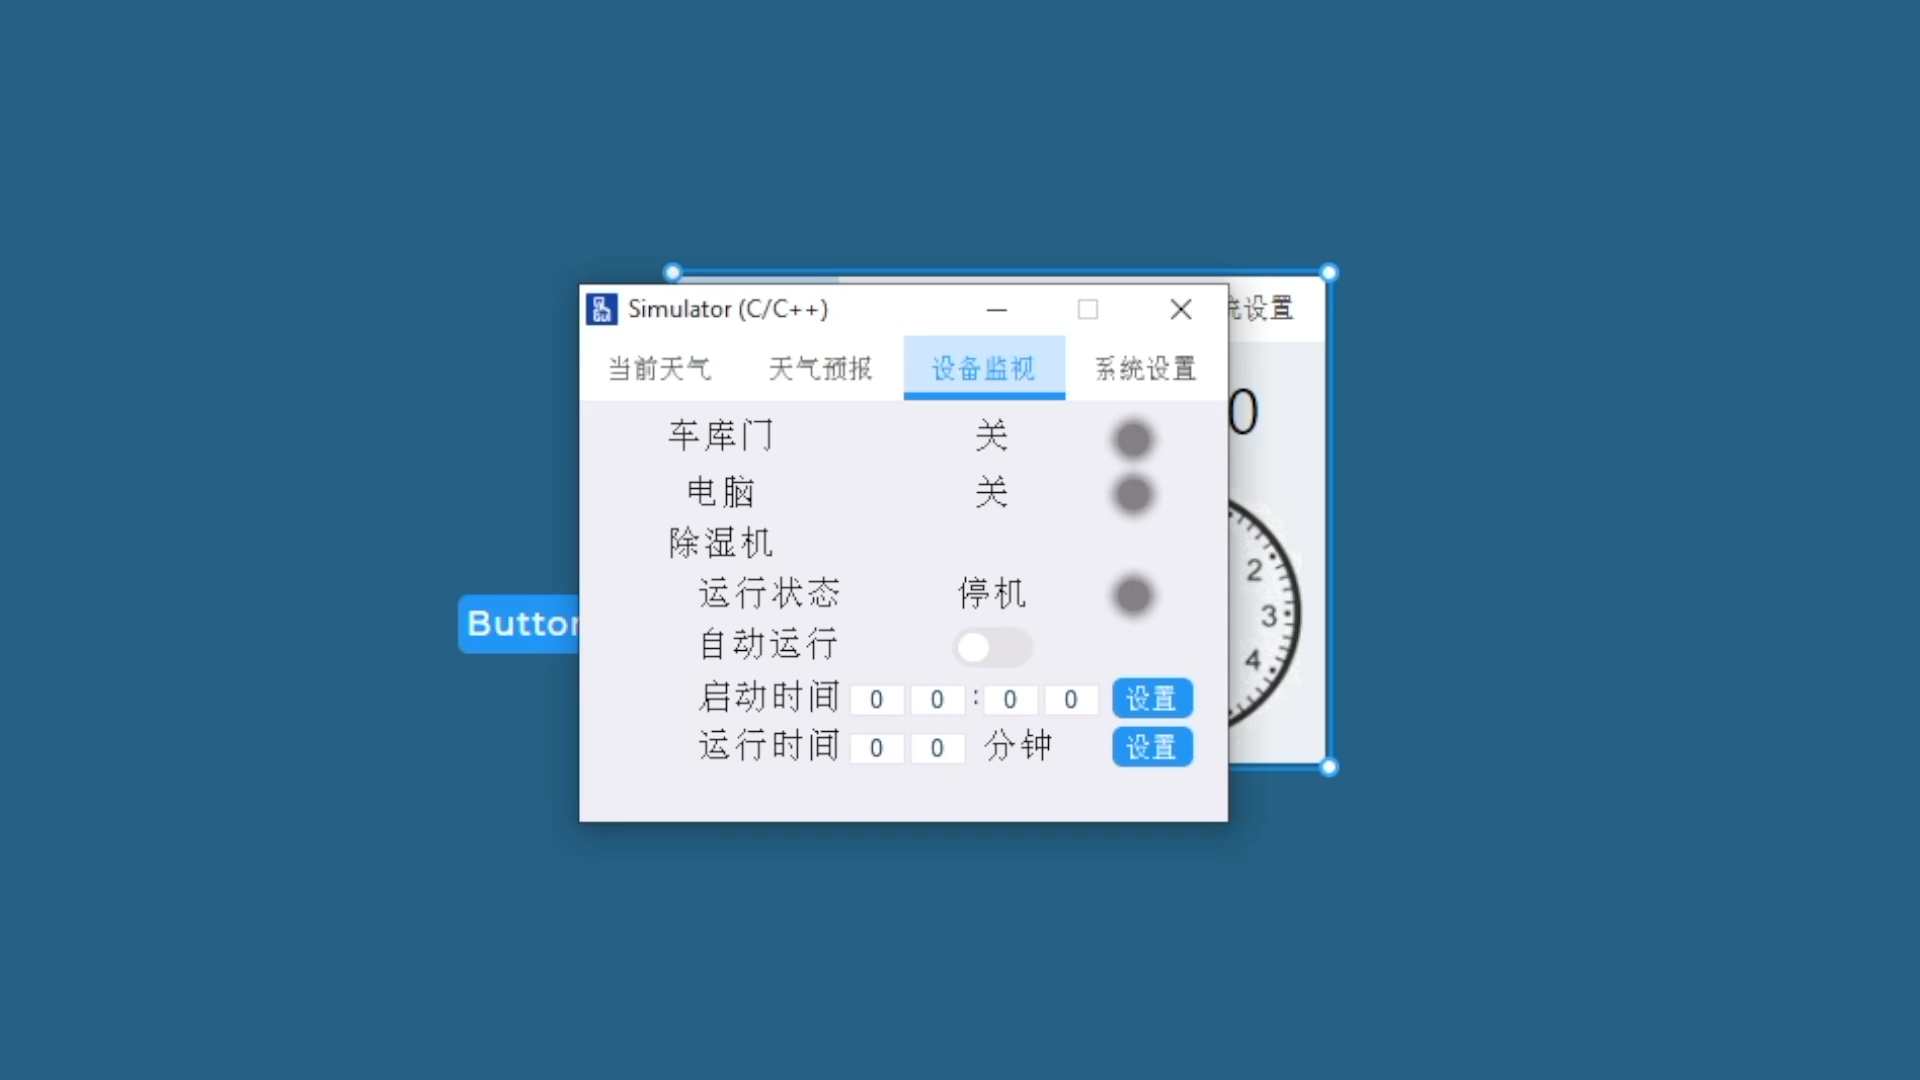 Simulator (C/C++)
当前天气 天气预报 设备监视 系统设置
车库门 关
电脑 关
除湿机
运行状态 停机
自动运行
启动时间 0 0 : 0 0 设置
运行时间 0 0 分钟 设置
设置
0
2
3
4